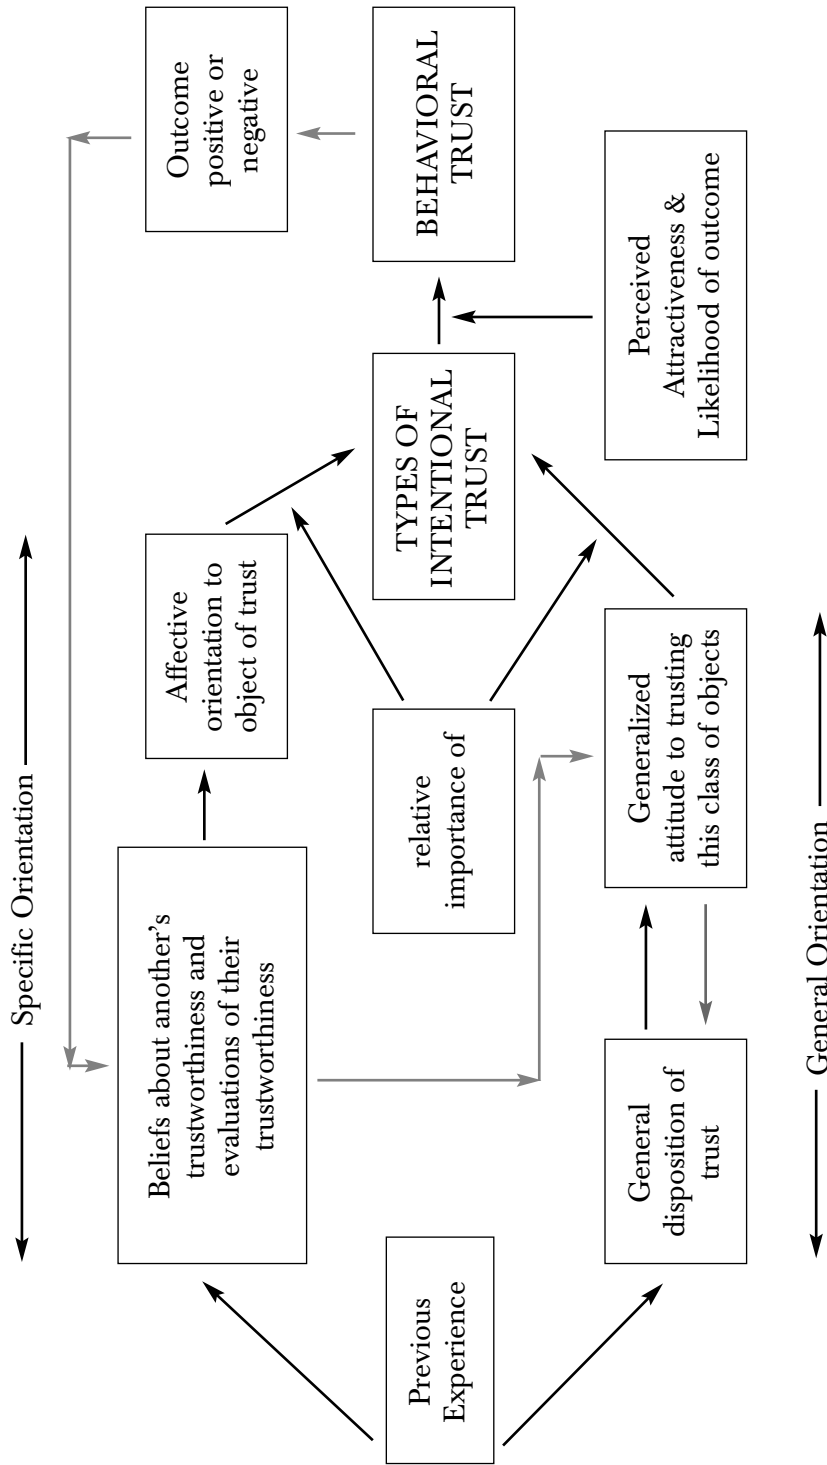 Specific Orientation
Previous
Experience
Beliefs about another’s
trustworthiness and
evaluations of their
trustworthiness
Affective
orientation to
object of trust
Outcome
positive or
negative
relative
importance of
TYPES OF
INTENTIONAL
TRUST
BEHAVIORAL
TRUST
General
disposition of
trust
Generalized
attitude to trusting
this class of objects
Perceived
Attractiveness &
Likelihood of outcome
General Orientation